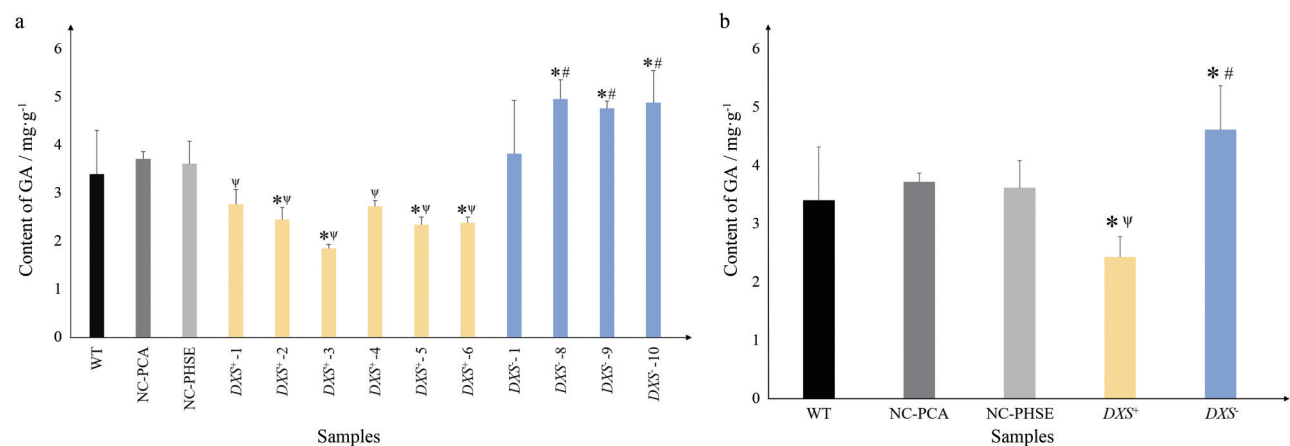 a
Content of GA / mg·g⁻¹
6
5
4
3
2
1
0
ψ
*ψ
*ψ
ψ
*ψ
*ψ
*#
*#
*#
WT
NC-PCA
NC-PHSE
DXS⁺-1
DXS⁺-2
DXS⁺-3
DXS⁺-4
DXS⁺-5
DXS⁺-6
DXS⁻-1
DXS⁻-8
DXS⁻-9
DXS⁻-10
Samples
b
Content of GA / mg·g⁻¹
6
5
4
3
2
1
0
*ψ
*#
WT
NC-PCA
NC-PHSE
DXS⁺
DXS⁻
Samples